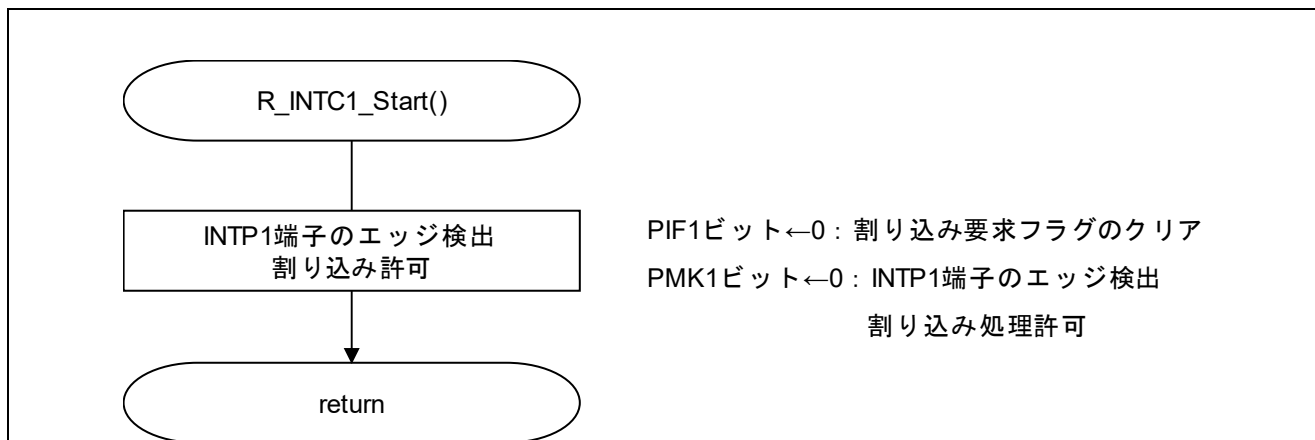 R_INTC1_Start()
INTP1端子のエッジ検出
割り込み許可
PIF1ビット←0：割り込み要求フラグのクリア
PMK1ビット←0：INTP1端子のエッジ検出
割り込み処理許可
return